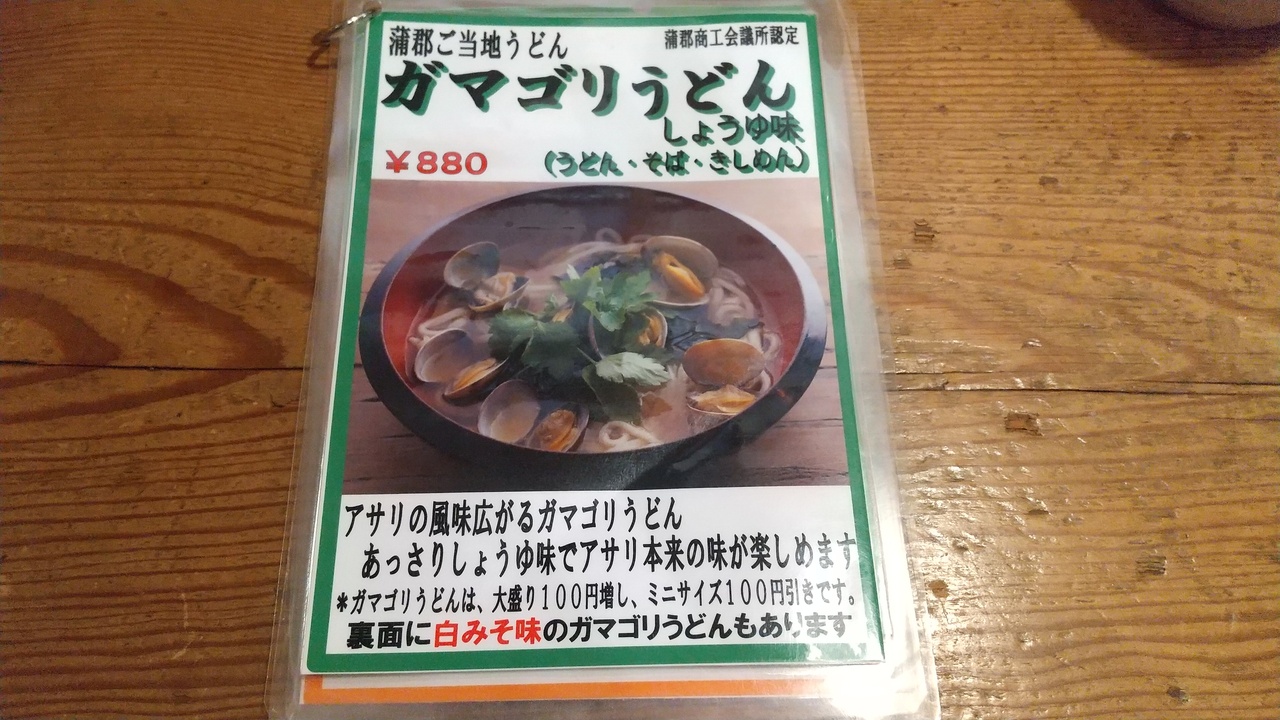 蒲郡ご当地うどん
蒲郡商工会議所認定
ガマゴリうどん
しょうゆ味
￥880
(うどん・そば・きしめん)
アサリの風味広がるガマゴリうどん
あっさりしょうゆ味でアサリ本来の味が楽しめます
＊ガマゴリうどんは、大盛り１００円増し、ミニサイズ１００円引きです。
裏面に白みそ味のガマゴリうどんもあります